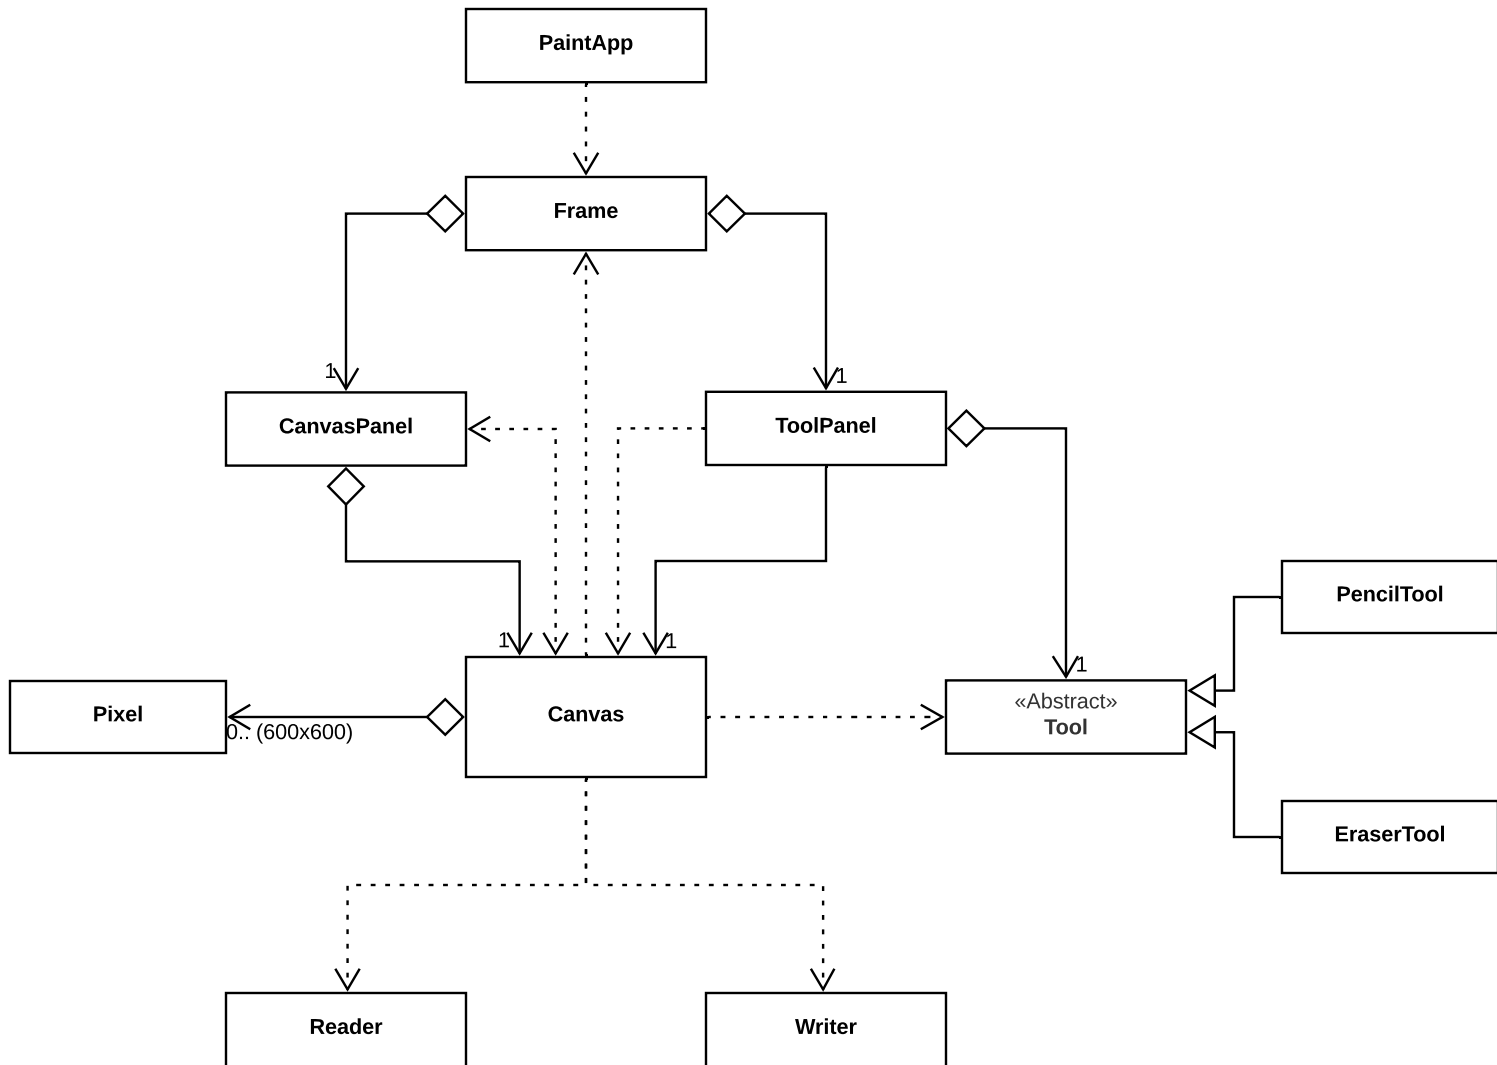 PaintApp
Frame
1
1
CanvasPanel
ToolPanel
1
1
PencilTool
1
Pixel
0.. (600x600)
Canvas
«Abstract»
Tool
EraserTool
Reader
Writer